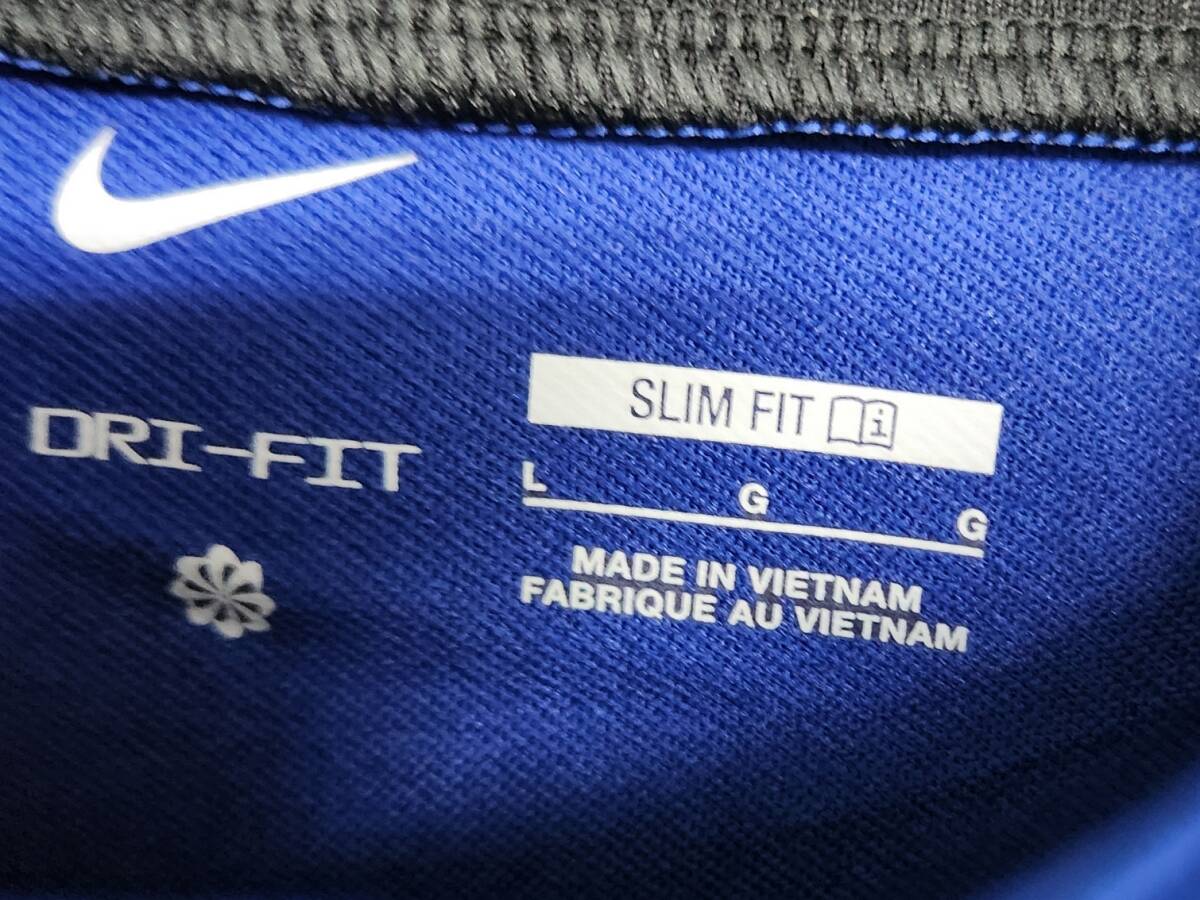 DRI-FIT
SLIM FIT
L G G
MADE IN VIETNAM
FABRIQUE AU VIETNAM